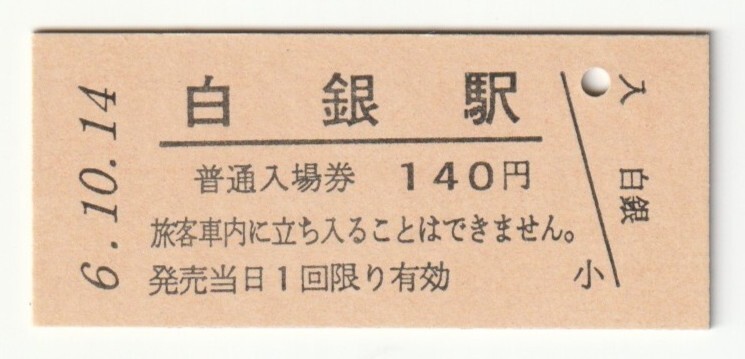 6.10.14
白銀駅
普通入場券 140円
旅客車内に立ち入ることはできません。
発売当日1回限り有効
小
入
白銀